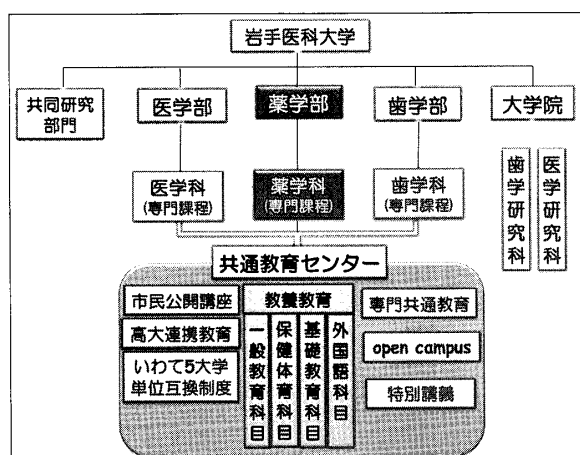 岩手医科大学
共同研究
部門
医学部
薬学部
歯学部
大学院
医学科
(専門課程)
薬学科
(専門課程)
歯学科
(専門課程)
歯学研究科
医学研究科
共通教育センター
市民公開講座
高大連携教育
いわて5大学
単位互換制度
教養教育
一般教育科目
保健体育科目
基礎教育科目
外国語科目
専門共通教育
open campus
特別講義